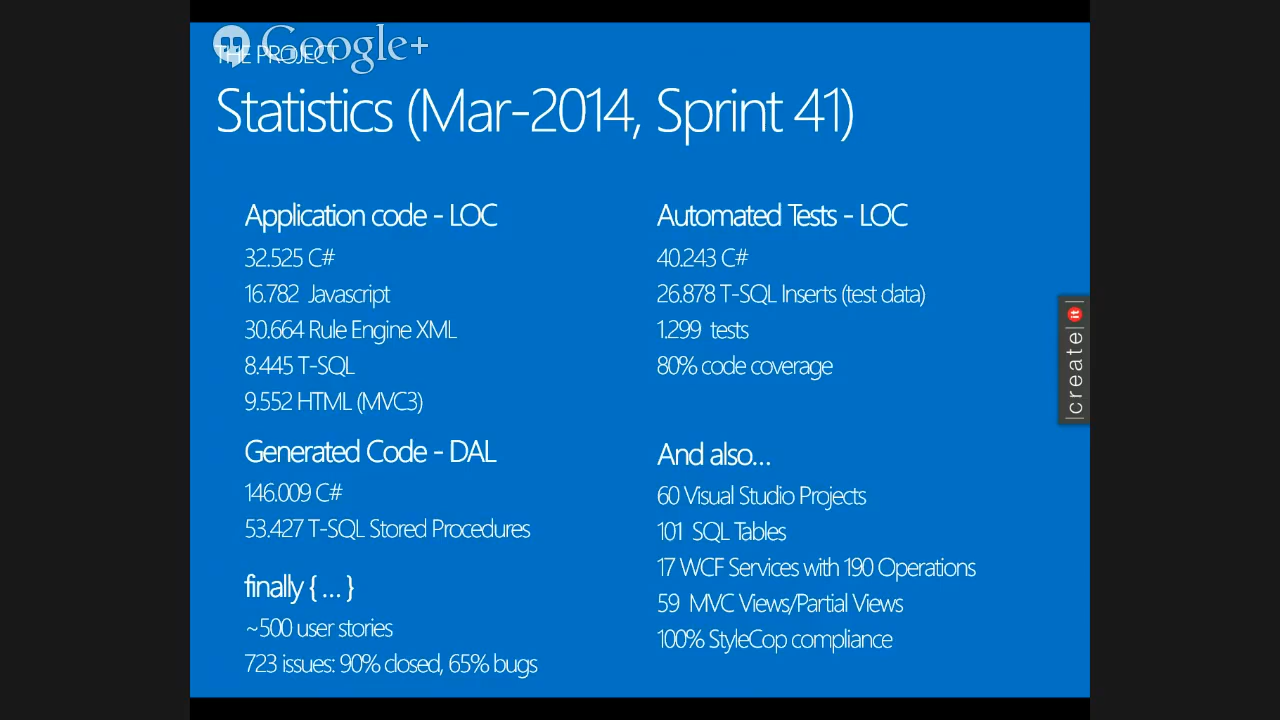 Google+
THE PROJECT
Statistics (Mar-2014, Sprint 41)
Application code - LOC
32.525 C#
16.782 Javascript
30.664 Rule Engine XML
8.445 T-SQL
9.552 HTML (MVC3)
Generated Code - DAL
146.009 C#
53.427 T-SQL Stored Procedures
finally { ... }
~500 user stories
723 issues: 90% closed, 65% bugs
Automated Tests - LOC
40.243 C#
26.878 T-SQL Inserts (test data)
1.299 tests
80% code coverage
And also...
60 Visual Studio Projects
101 SQL Tables
17 WCF Services with 190 Operations
59 MVC Views/Partial Views
100% StyleCop compliance
|create|it|